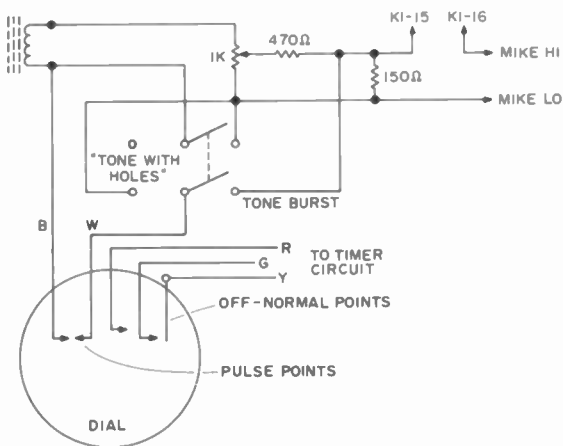 K1-15
K1-16
1K
470Ω
MIKE HI
150Ω
MIKE LO
"TONE WITH
HOLES"
TONE BURST
B
W
R
G
Y
TO TIMER
CIRCUIT
OFF-NORMAL POINTS
PULSE POINTS
DIAL